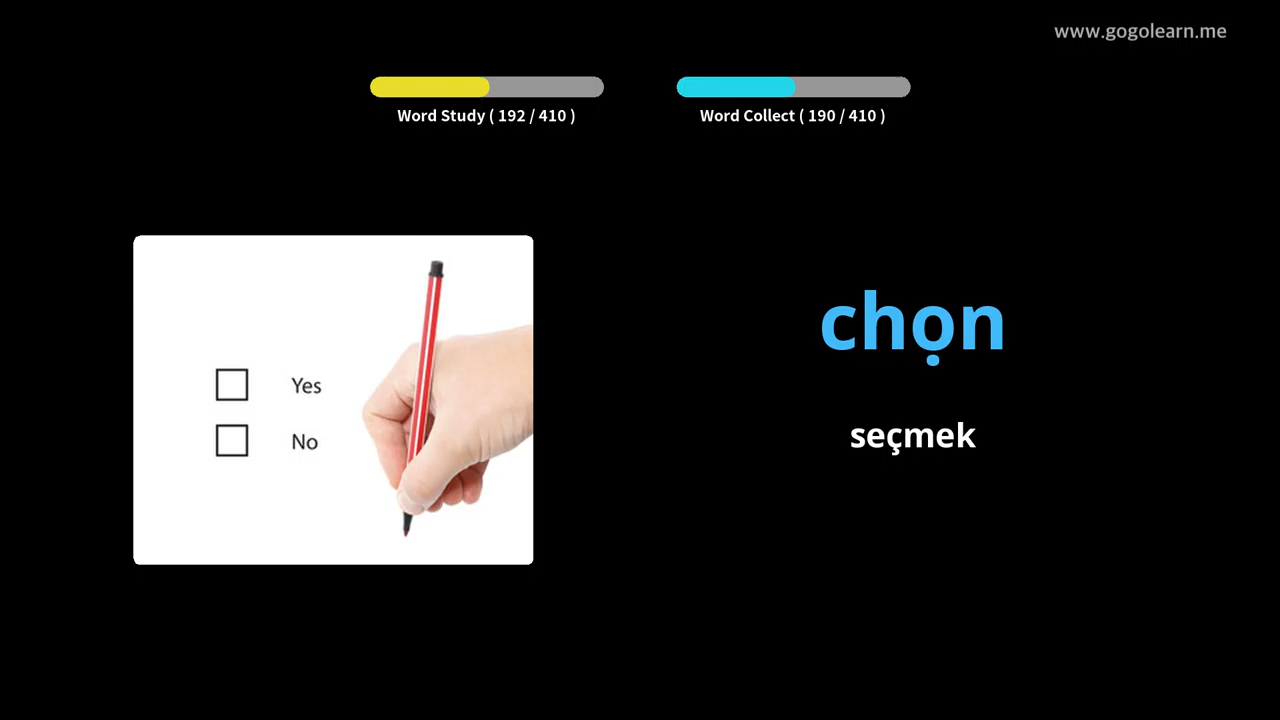 www.gogolearn.me
Word Study ( 192 / 410 )
Word Collect ( 190 / 410 )
Yes
No
chọn
seçmek